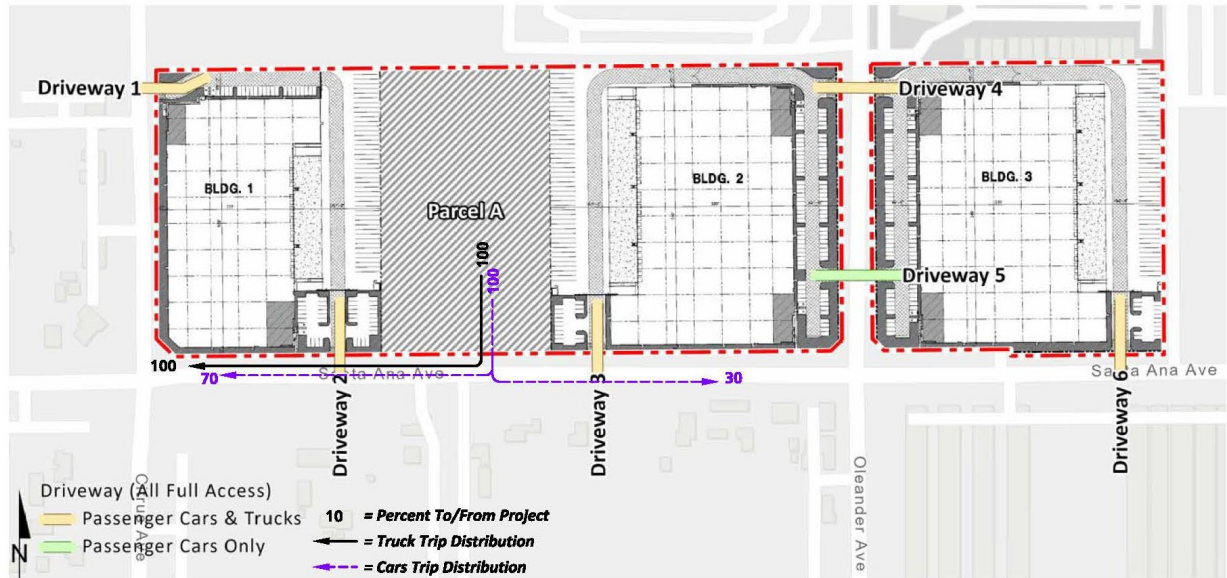 Driveway 1
Driveway 4
BLDG. 1
BLDG. 2
BLDG. 3
Parcel A
100
100
Driveway 5
100
70
Santa Ana Ave
30
Santa Ana Ave
Driveway 2
Driveway 3
Driveway 6
Citrus Ave
Oleander Ave
Driveway (All Full Access)
Passenger Cars & Trucks
Passenger Cars Only
10 = Percent To/From Project
= Truck Trip Distribution
= Cars Trip Distribution
N